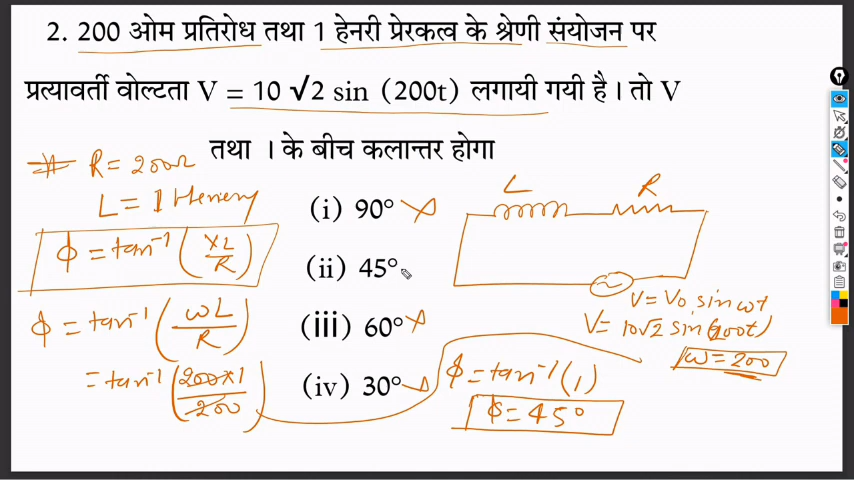 2. 200 ओम प्रतिरोध तथा 1 हेनरी प्रेरकत्व के श्रेणी संयोजन पर
प्रत्यावर्ती वोल्टता V = 10 √2 sin (200t) लगायी गयी है। तो V
तथा । के बीच कलान्तर होगा
R = 200Ω
L = 1 Henery
ϕ = tan⁻¹ (XL/R)
ϕ = tan⁻¹ (ωL/R)
= tan⁻¹ (200×1/200)
(i) 90°
(ii) 45°
(iii) 60°
(iv) 30°
L R
V = V₀ sin ωt
V = 10√2 sin (200t)
ω = 200
ϕ = tan⁻¹ (1)
ϕ = 45°